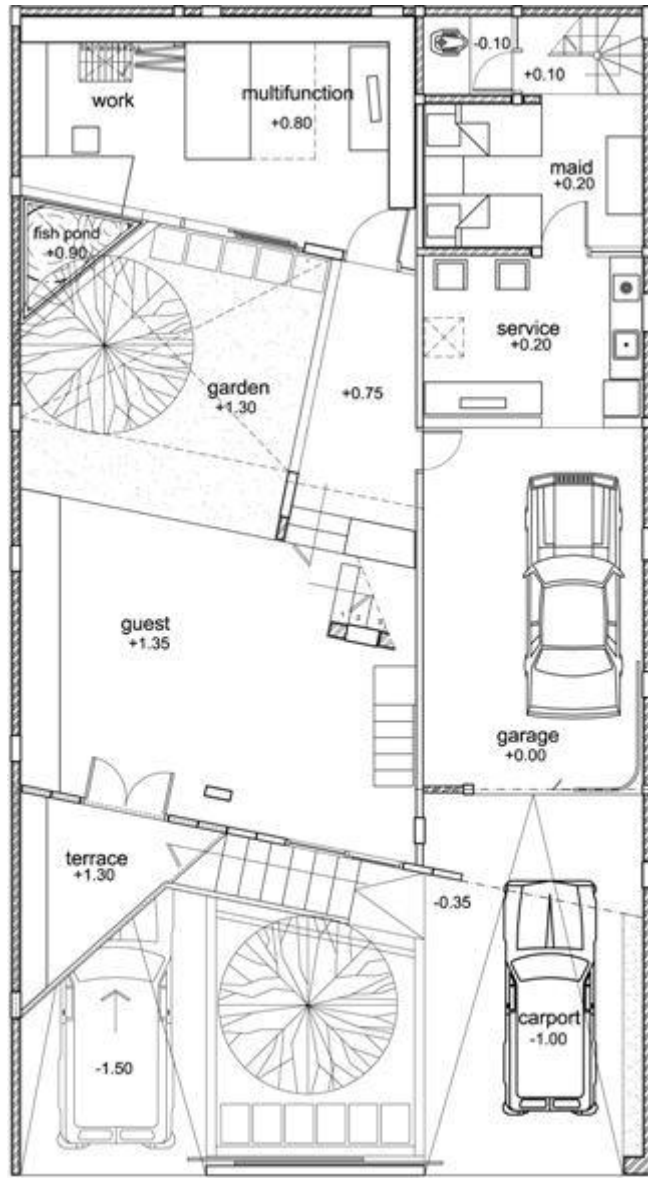 -0.10
+0.10
work
multifunction
+0.80
maid
+0.20
fish pond
+0.90
service
+0.20
garden
+1.30
+0.75
guest
+1.35
garage
+0.00
terrace
+1.30
-0.35
carport
-1.00
-1.50